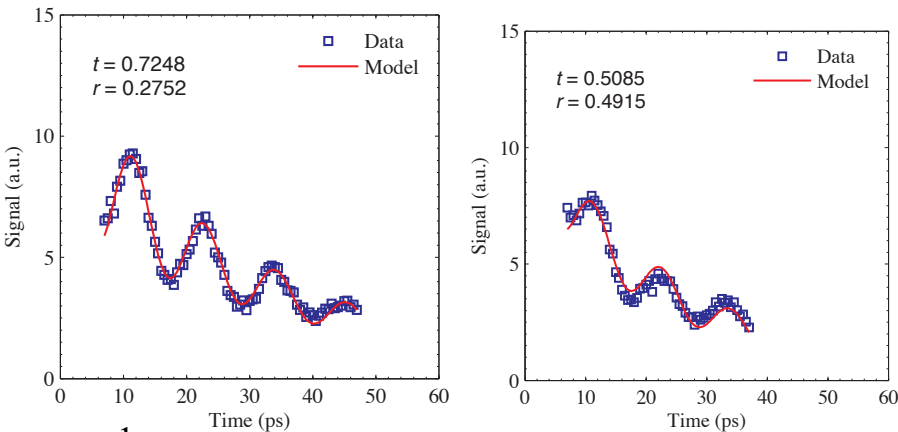 15
10
5
0
Signal (a.u.)
t = 0.7248
r = 0.2752
Data
Model
0 10 20 30 40 50 60
Time (ps)
1
15
10
5
0
Signal (a.u.)
t = 0.5085
r = 0.4915
Data
Model
0 10 20 30 40 50 60
Time (ps)